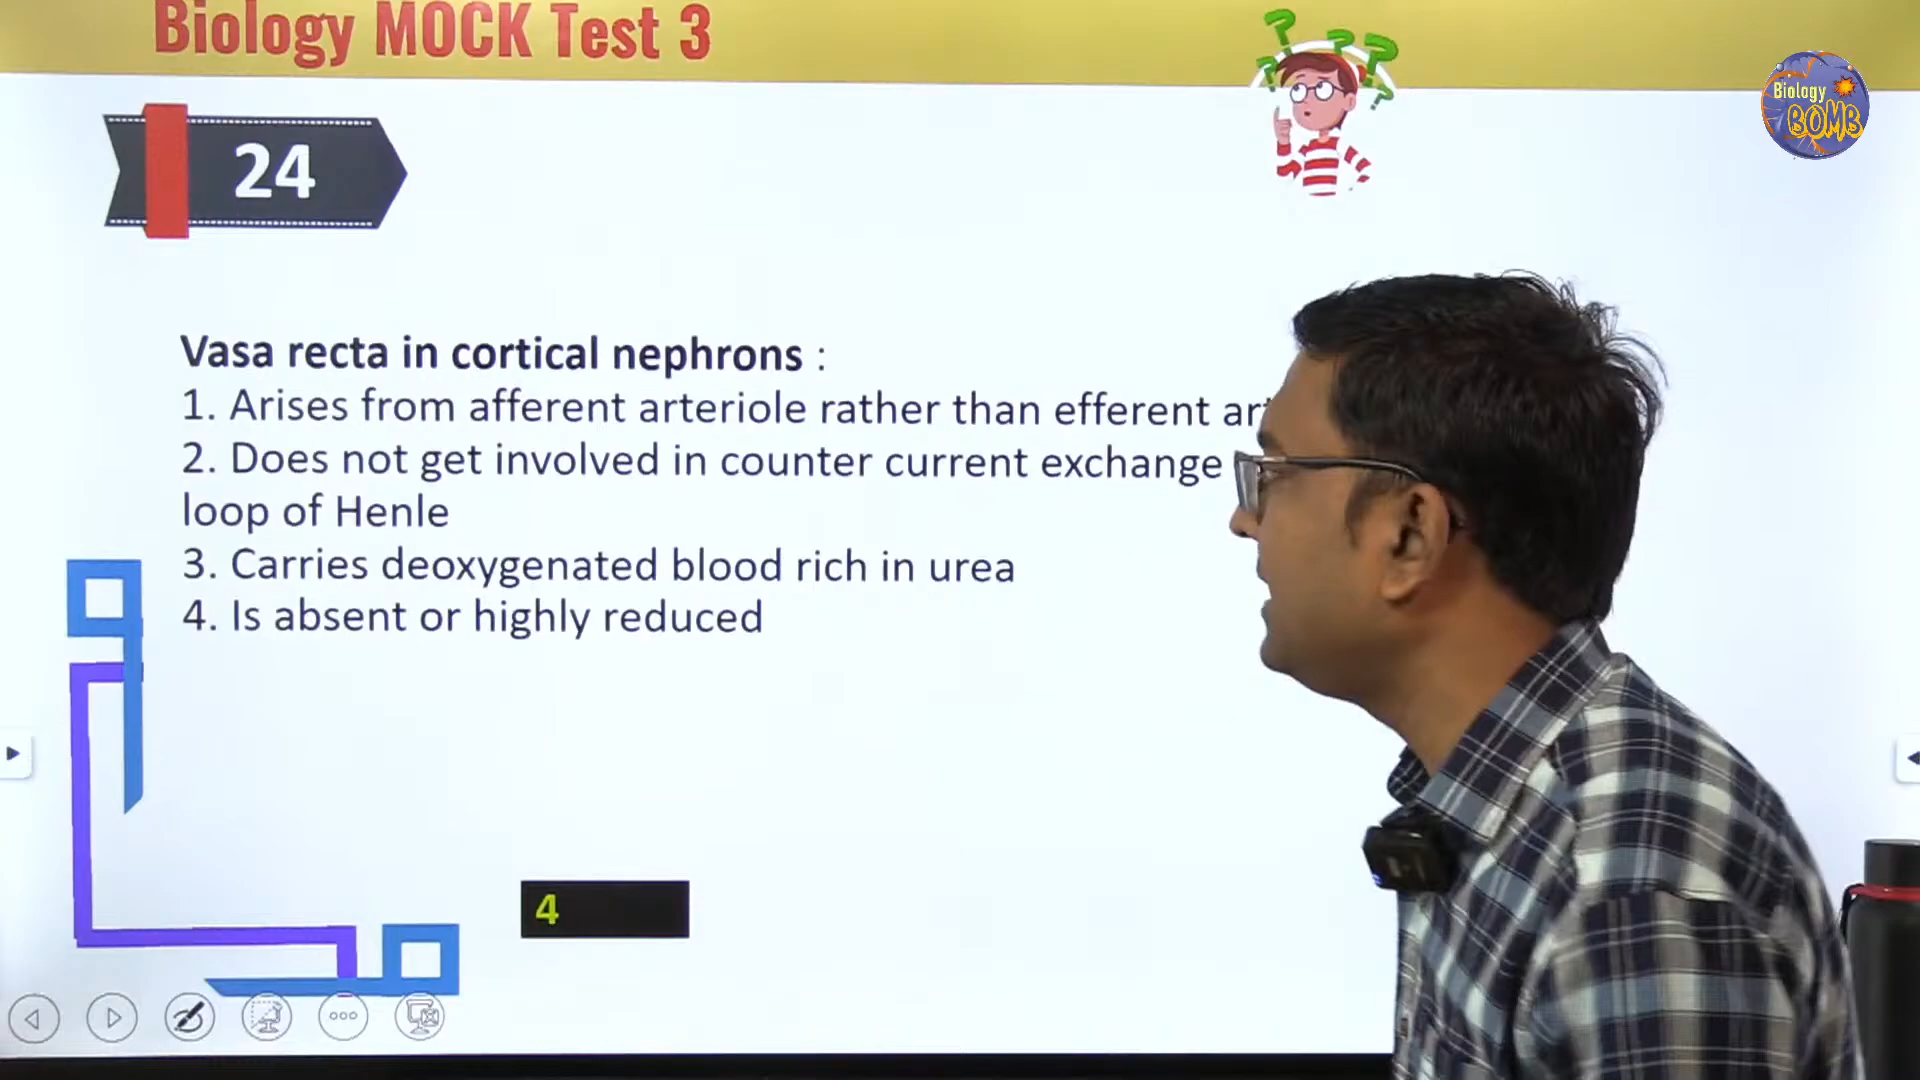 Biology MOCK Test 3
Biology
BOMB
24
Vasa recta in cortical nephrons :
1. Arises from afferent arteriole rather than efferent
2. Does not get involved in counter current exchange
loop of Henle
3. Carries deoxygenated blood rich in urea
4. Is absent or highly reduced
4